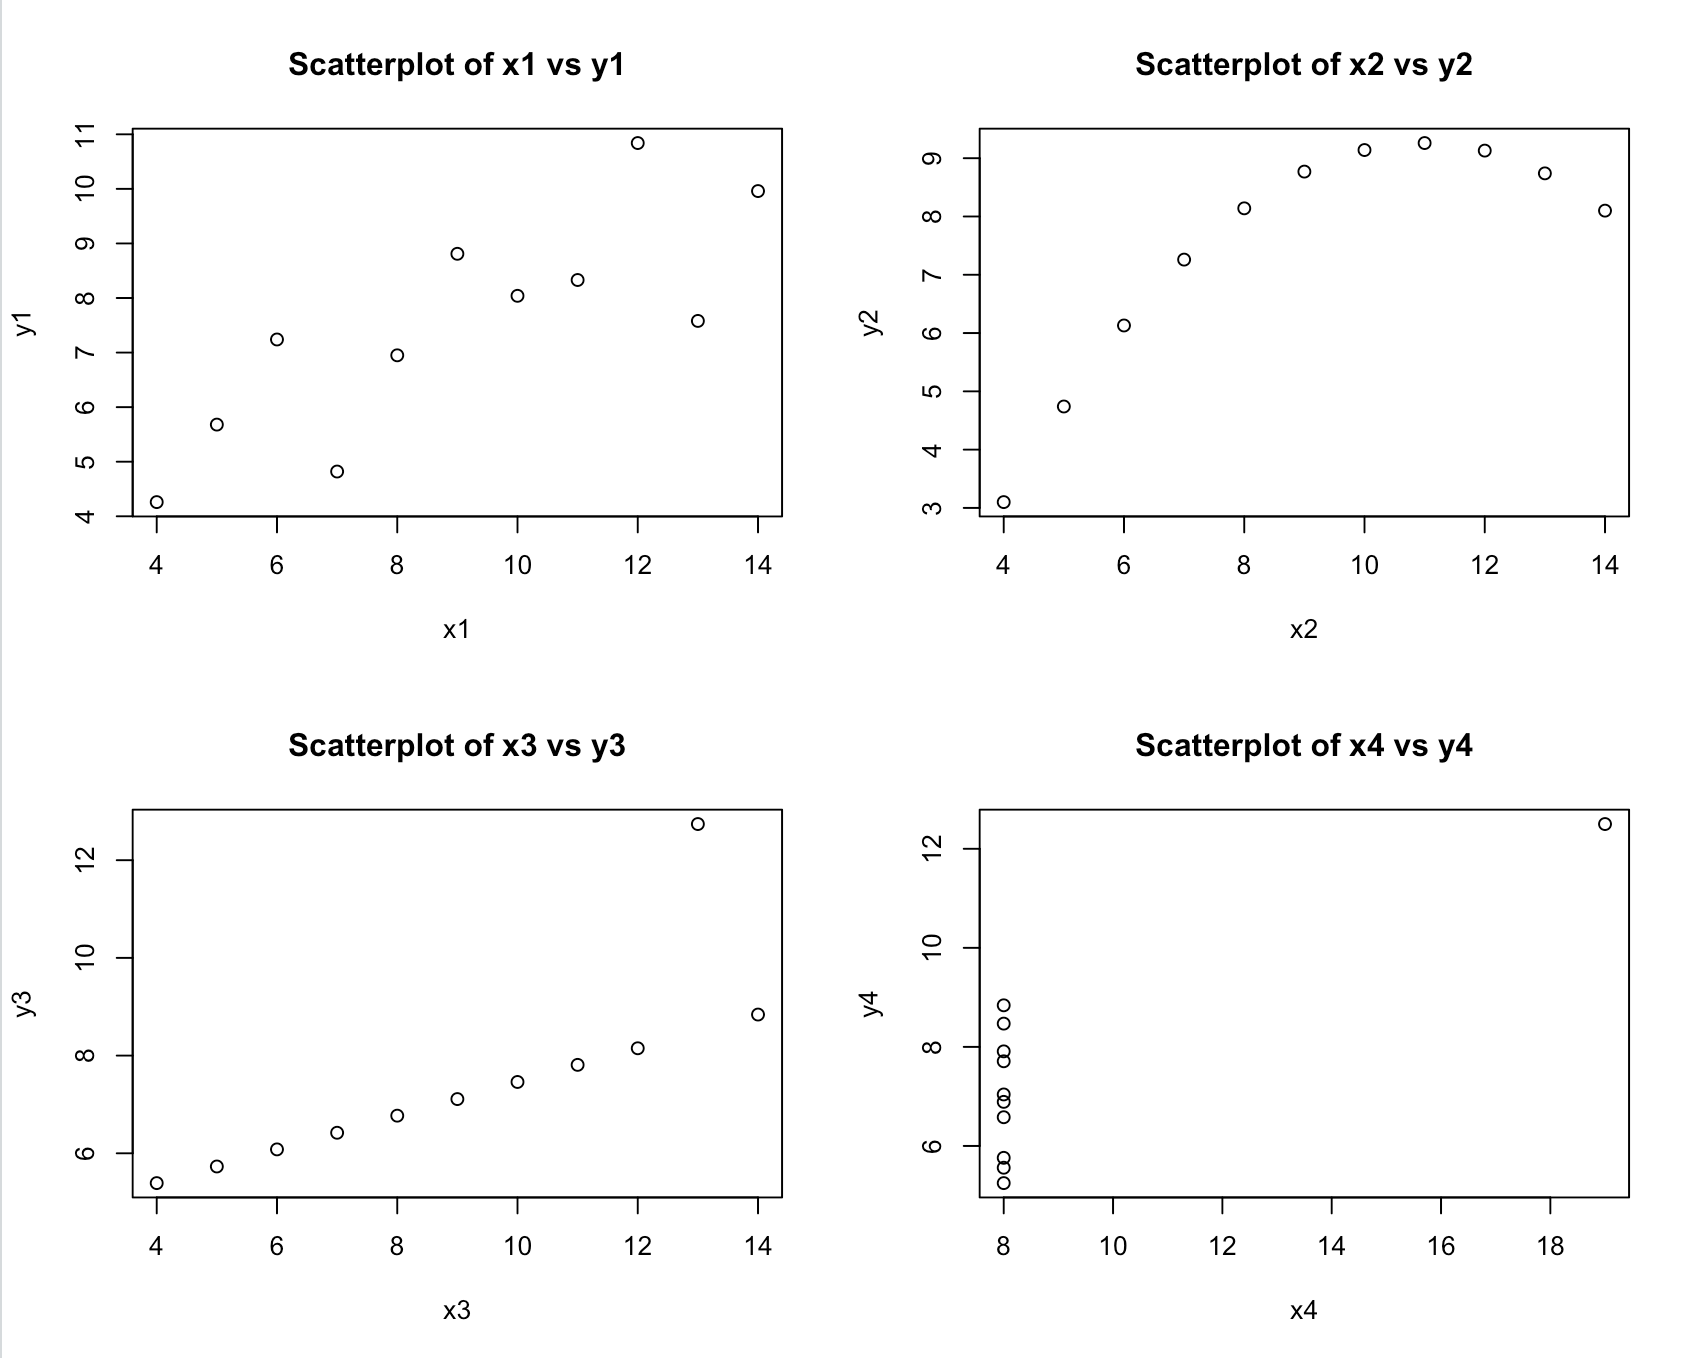 Scatterplot of x1 vs y1
11
10
9
8
7
6
5
4
y1
4 6 8 10 12 14
x1
Scatterplot of x2 vs y2
9
8
7
6
5
4
3
y2
4 6 8 10 12 14
x2
Scatterplot of x3 vs y3
12
10
8
6
y3
4 6 8 10 12 14
x3
Scatterplot of x4 vs y4
12
10
8
6
y4
8 10 12 14 16 18
x4